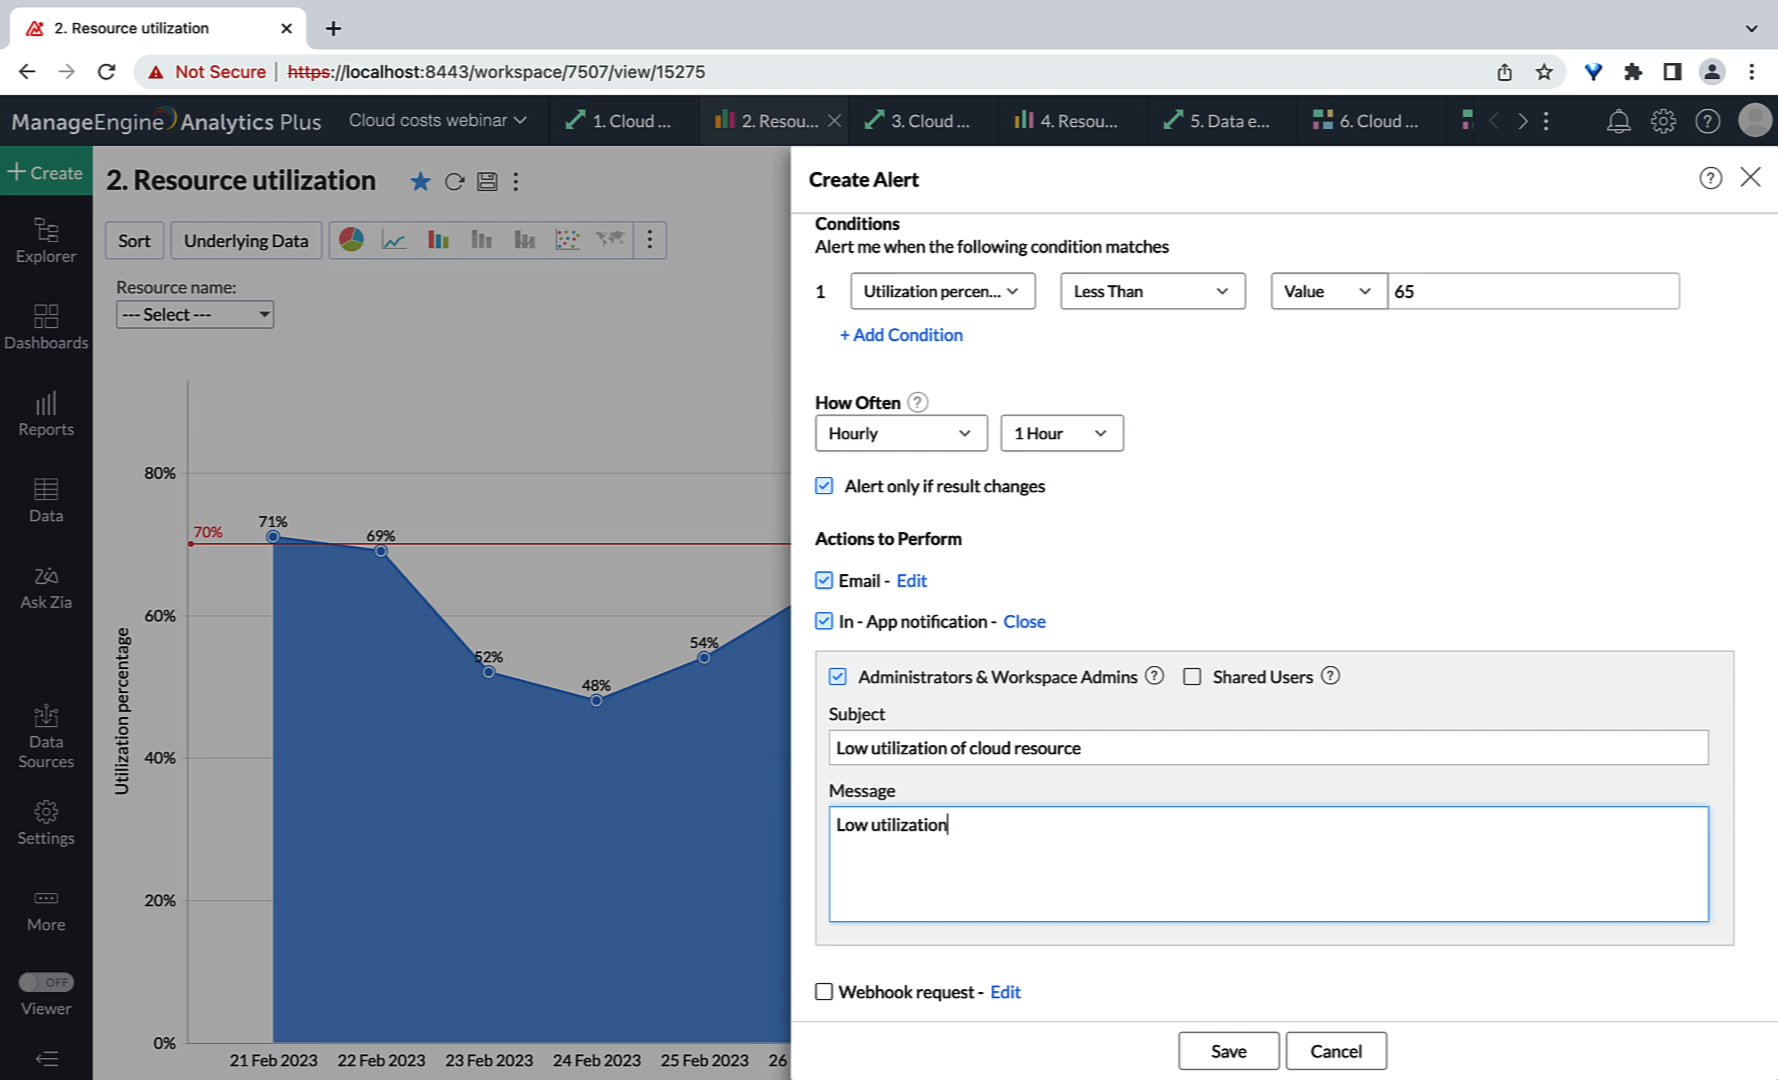 2. Resource utilization
Not Secure | https://localhost:8443/workspace/7507/view/15275
ManageEngine Analytics Plus
Cloud costs webinar
1. Cloud ...
2. Resou...
3. Cloud ...
4. Resou...
5. Data e...
6. Cloud ...
+ Create
Explorer
Dashboards
Reports
Data
Ask Zia
Data
Sources
Settings
More
OFF
Viewer
2. Resource utilization
Sort
Underlying Data
Resource name:
--- Select ---
Utilization percentage
80%
60%
40%
20%
0%
70%
71%
69%
52%
48%
54%
21 Feb 2023
22 Feb 2023
23 Feb 2023
24 Feb 2023
25 Feb 2023
26
Create Alert
Conditions
Alert me when the following condition matches
1 Utilization percen... Less Than Value 65
+ Add Condition
How Often
Hourly 1 Hour
Alert only if result changes
Actions to Perform
Email - Edit
In - App notification - Close
Administrators & Workspace Admins Shared Users
Subject
Low utilization of cloud resource
Message
Low utilization
Webhook request - Edit
Save Cancel